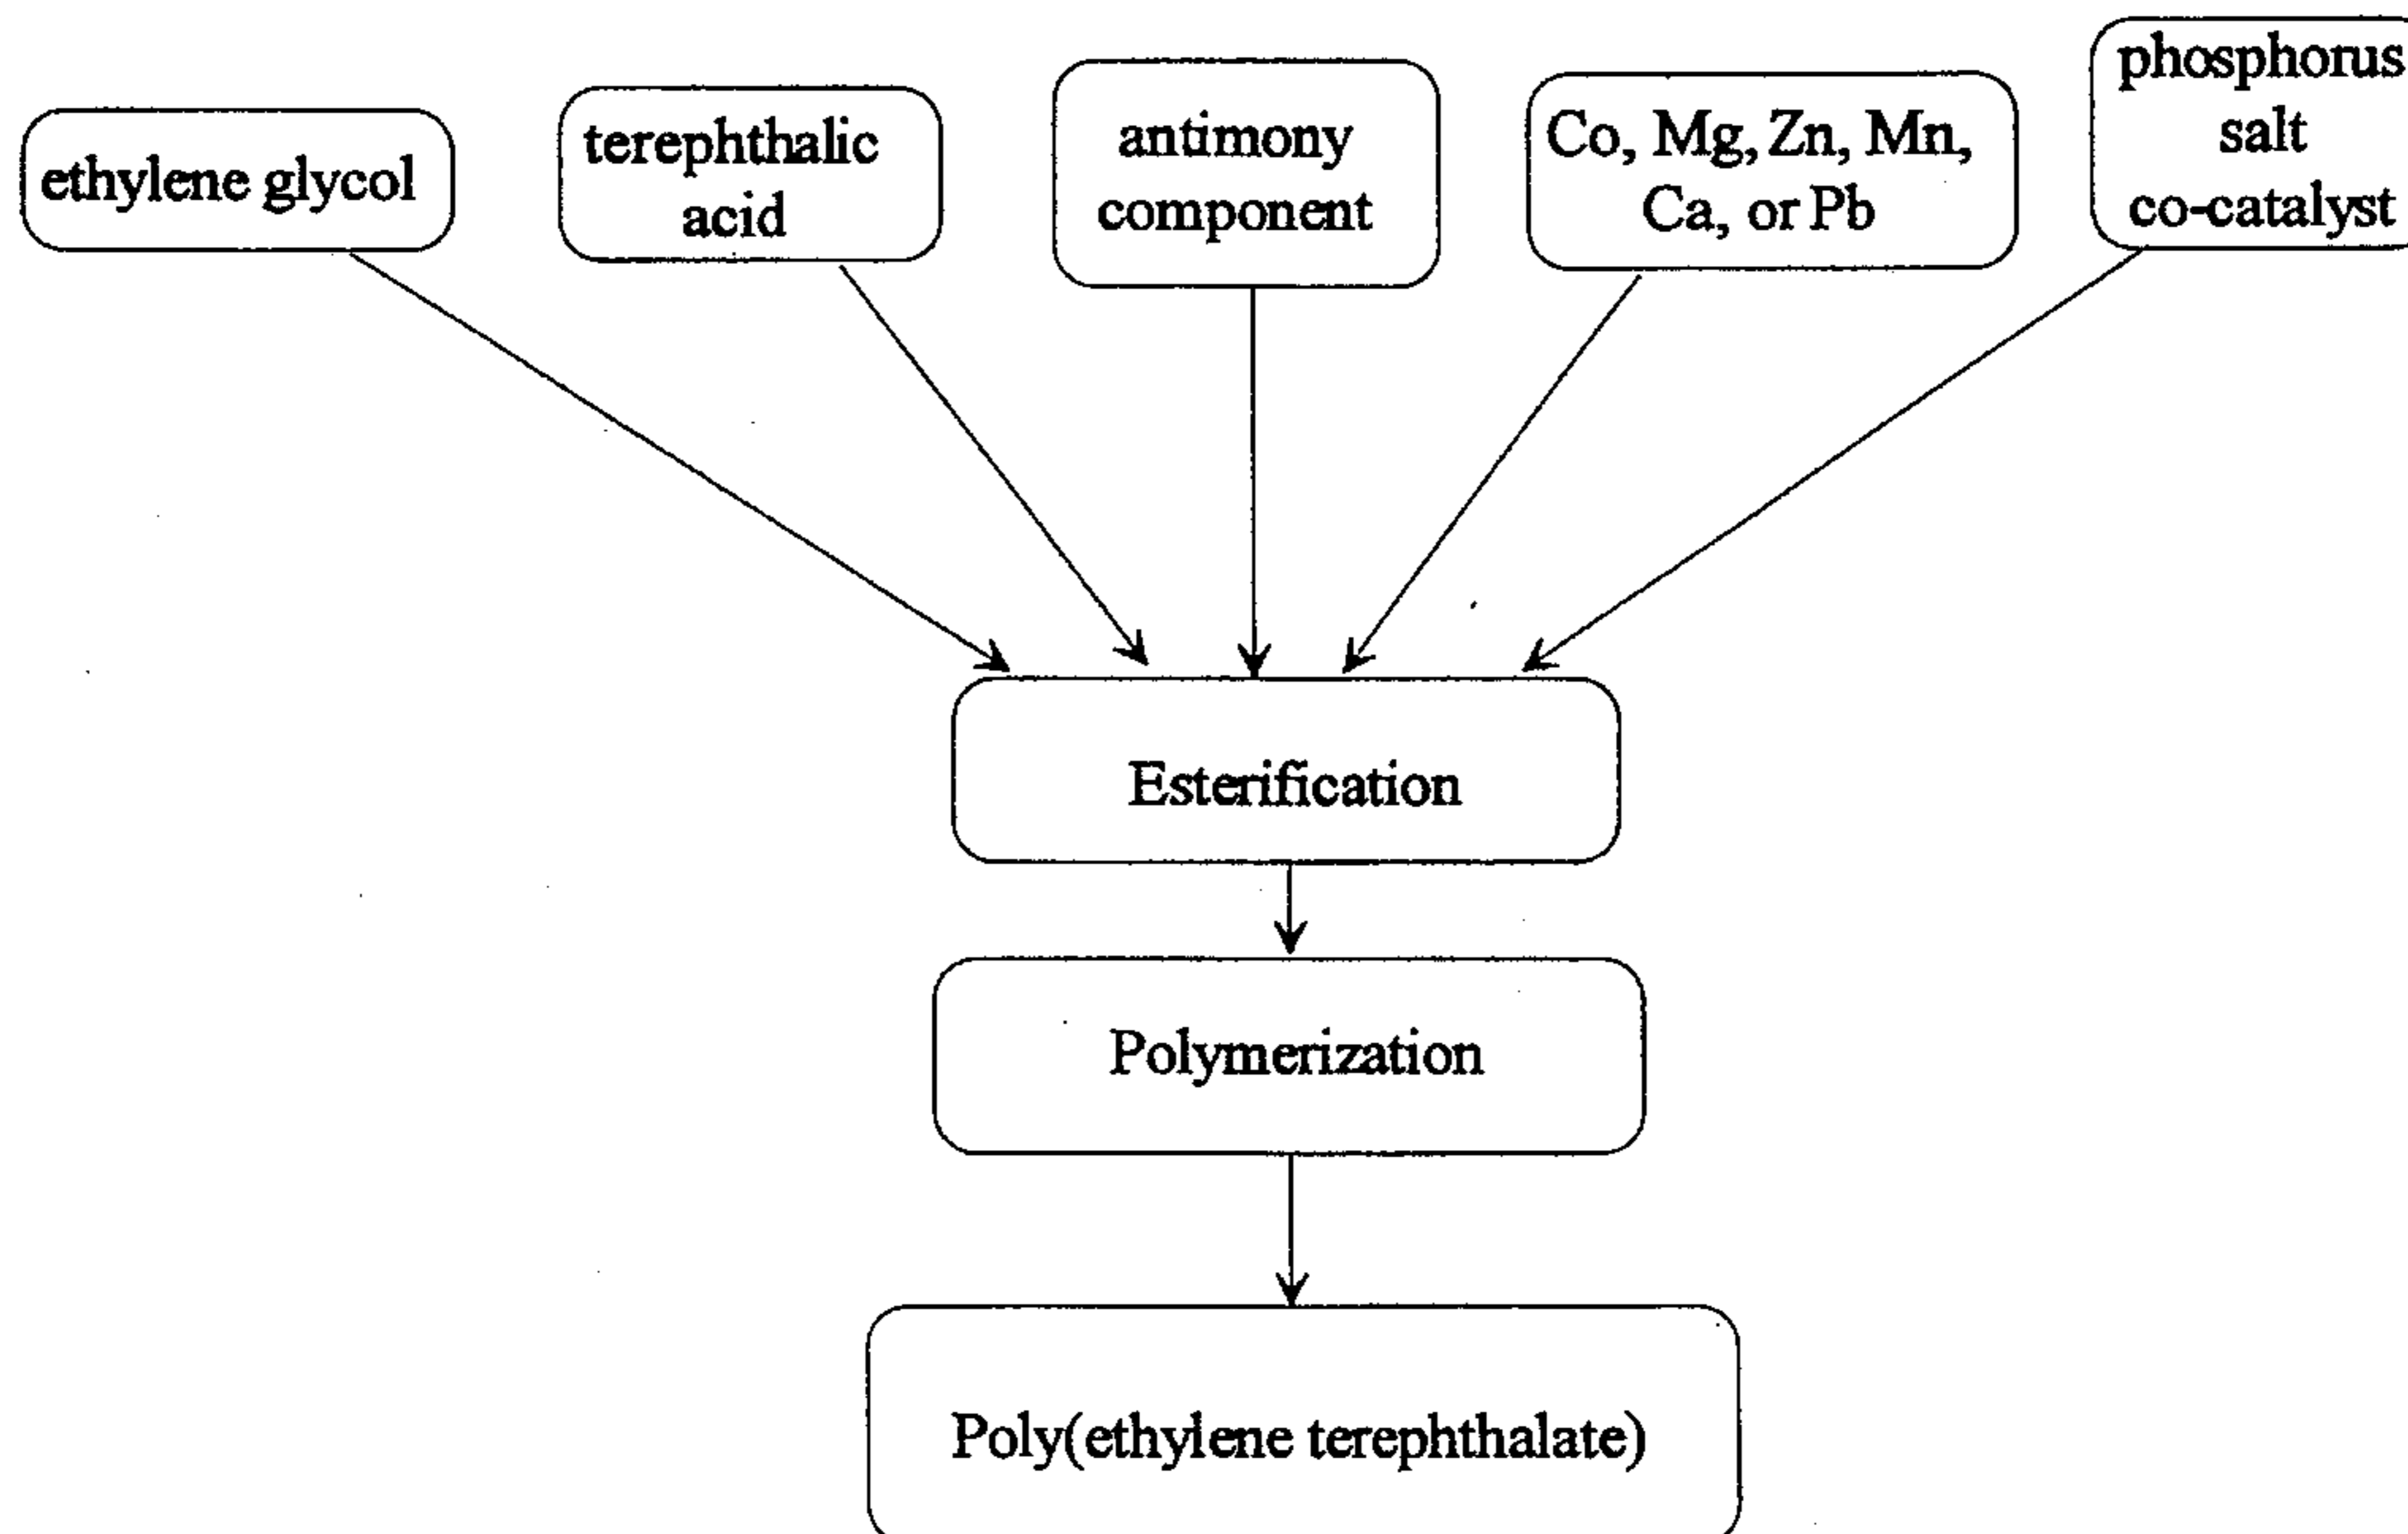 ethylene glycol
terephthalic
acid
antimony
component
Co, Mg, Zn, Mn,
Ca, or Pb
phosphorus
salt
co-catalyst
Esterification
Polymerization
Poly(ethylene terephthalate)